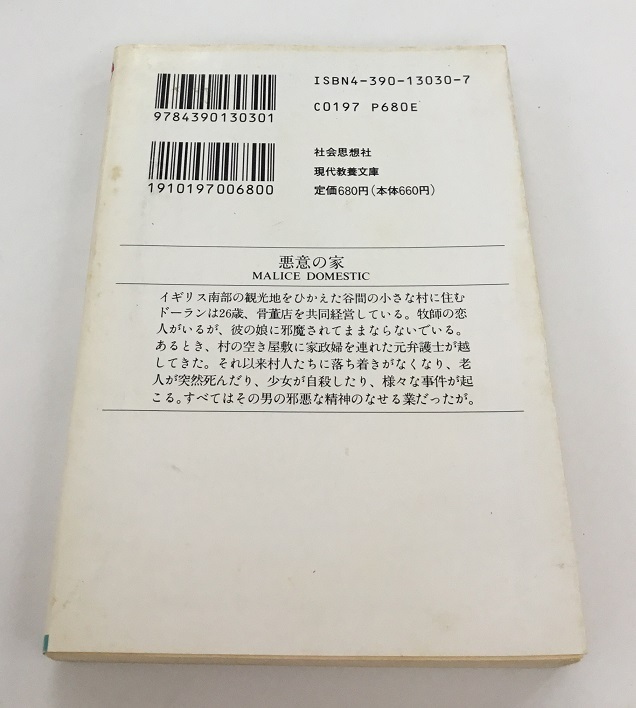 ISBN4-390-13030-7
9784390130301
C0197 P680E
1910197006800
社会思想社
現代教養文庫
定価680円(本体660円)
悪意の家
MALICE DOMESTIC
イギリス南部の観光地をひかえた谷間の小さな村に住む
ドーランは26歳、骨董店を共同経営している。牧師の恋
人がいるが、彼の娘に邪魔されてままならないでいる。
あるとき、村の空き屋敷に家政婦を連れた元弁護士が越
してきた。それ以来村人たちに落ち着きがなくなり、老
人が突然死んだり、少女が自殺したり、様々な事件が起
こる。すべてはその男の邪悪な精神のなせる業だったが。